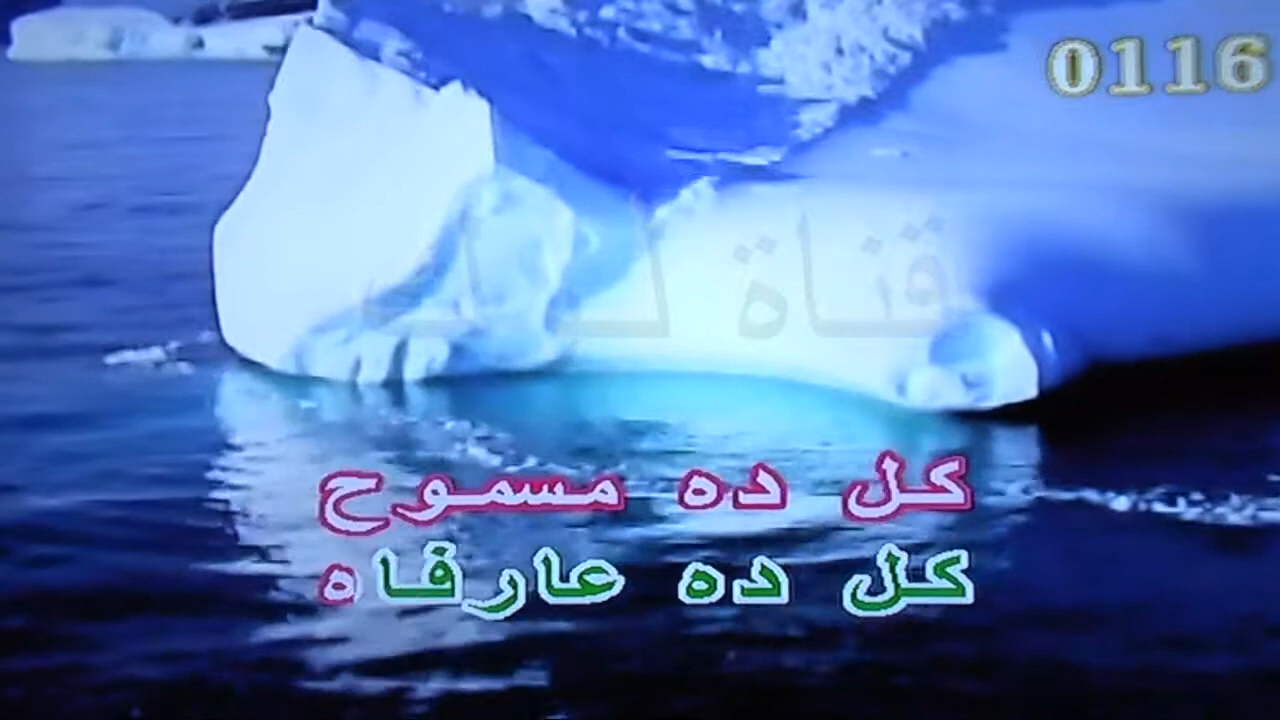 0116
قناة
كل ده مسموح
كل ده عارفاه